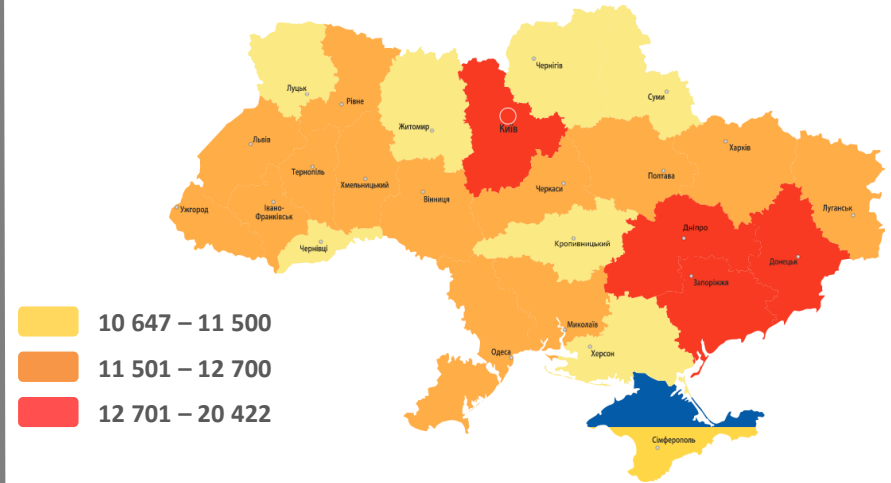 Чернігів
Луцьк
Суми
Рівне
Житомир
Київ
Львів
Харків
Тернопіль
Полтава
Хмельницький
Черкаси
Вінниця
Ужгород
Івано-
Франківськ
Луганськ
Дніпро
Чернівці
Кропивницький
Донецьк
Запоріжжя
10 647 – 11 500
Миколаїв
Одеса
Херсон
11 501 – 12 700
12 701 – 20 422
Сімферополь